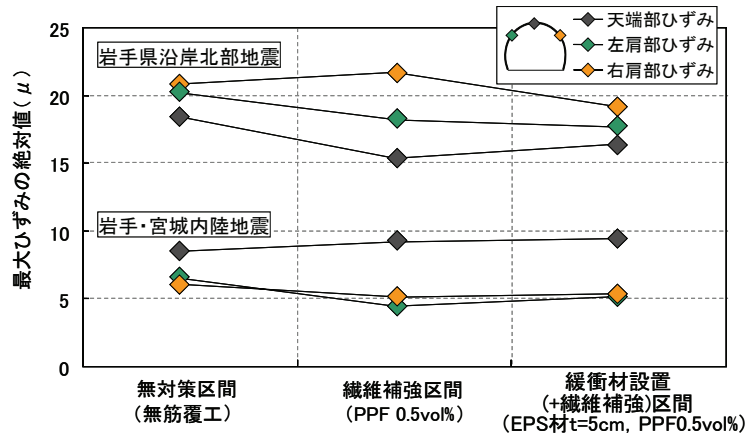 最大ひずみの絶対値(μ)
25
20
15
10
5
0
岩手県沿岸北部地震
岩手・宮城内陸地震
天端部ひずみ
左肩部ひずみ
右肩部ひずみ
無対策区間
(無筋覆工)
繊維補強区間
(PPF 0.5vol%)
緩衝材設置
(+繊維補強)区間
(EPS材t=5cm, PPF0.5vol%)